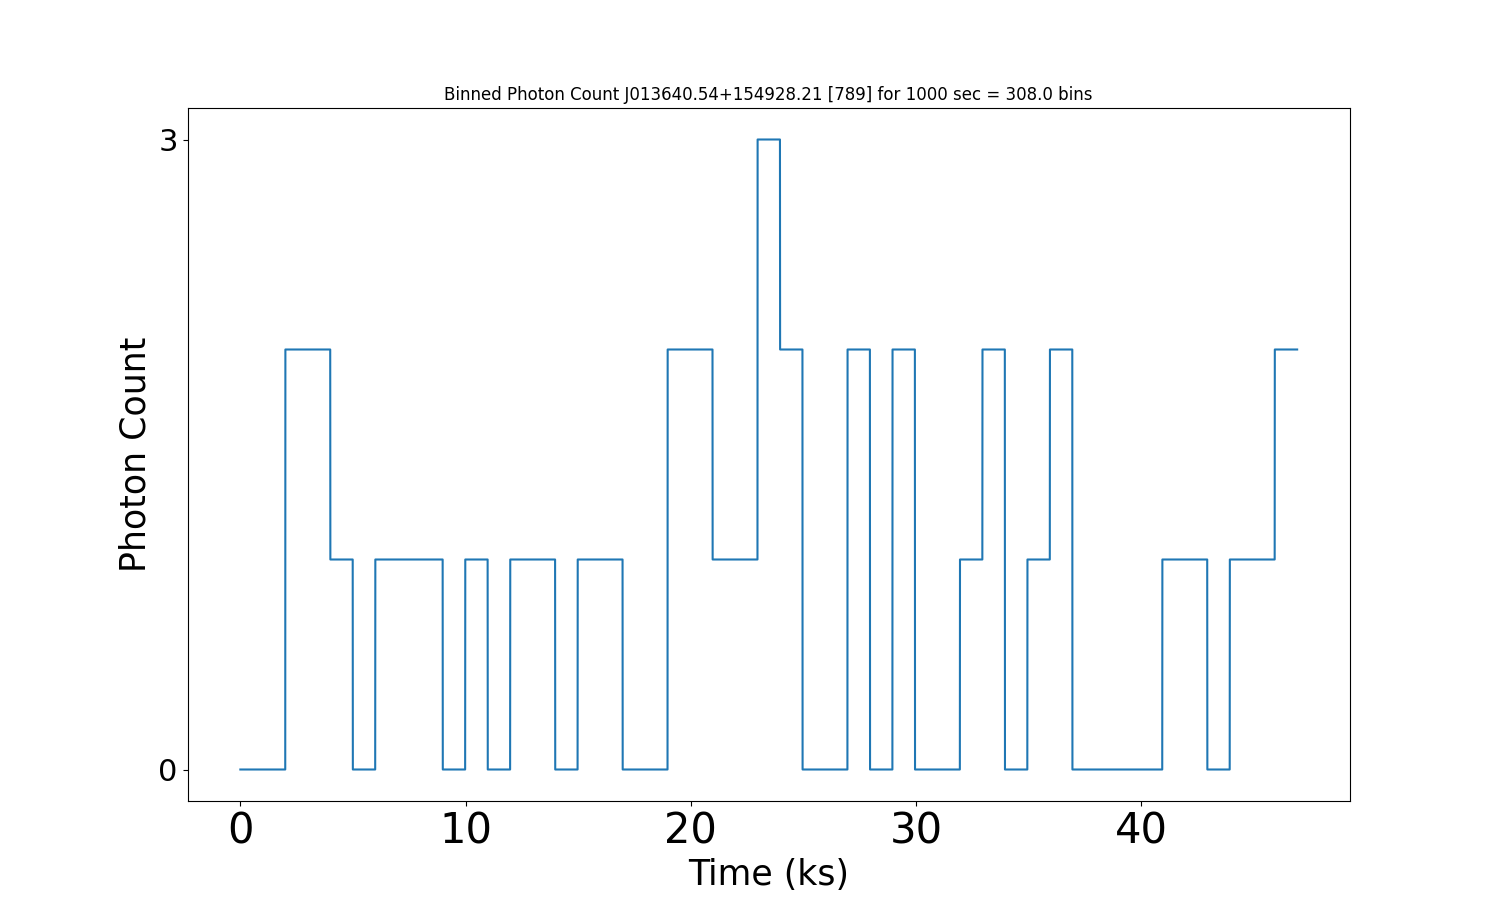 Binned Photon Count J013640.54+154928.21 [789] for 1000 sec = 308.0 bins
3
Photon Count
0
0 10 20 30 40
Time (ks)